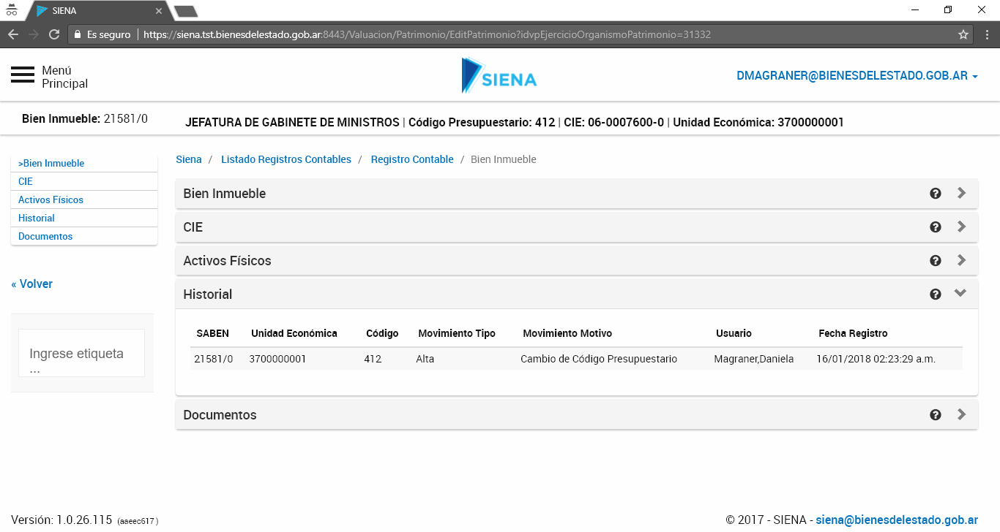 SIENA
Es seguro | https://siena.tst.bienesdelestado.gob.ar:8443/Valuacion/Patrimonio/EditPatrimonio?idvpEjercicioOrganismoPatrimonio=31332
Menú
Principal
SIENA
DMAGRANER@BIENESDELESTADO.GOB.AR
Bien Inmueble: 21581/0
JEFATURA DE GABINETE DE MINISTROS | Código Presupuestario: 412 | CIE: 06-0007600-0 | Unidad Económica: 3700000001
>Bien Inmueble
CIE
Activos Físicos
Historial
Documentos
« Volver
Ingrese etiqueta
...
Siena / Listado Registros Contables / Registro Contable / Bien Inmueble
Bien Inmueble
CIE
Activos Físicos
Historial
SABEN Unidad Económica Código Movimiento Tipo Movimiento Motivo Usuario Fecha Registro
21581/0 3700000001 412 Alta Cambio de Código Presupuestario Magraner,Daniela 16/01/2018 02:23:29 a.m.
Documentos
Versión: 1.0.26.115 (aaeec617)
© 2017 - SIENA - siena@bienesdelestado.gob.ar